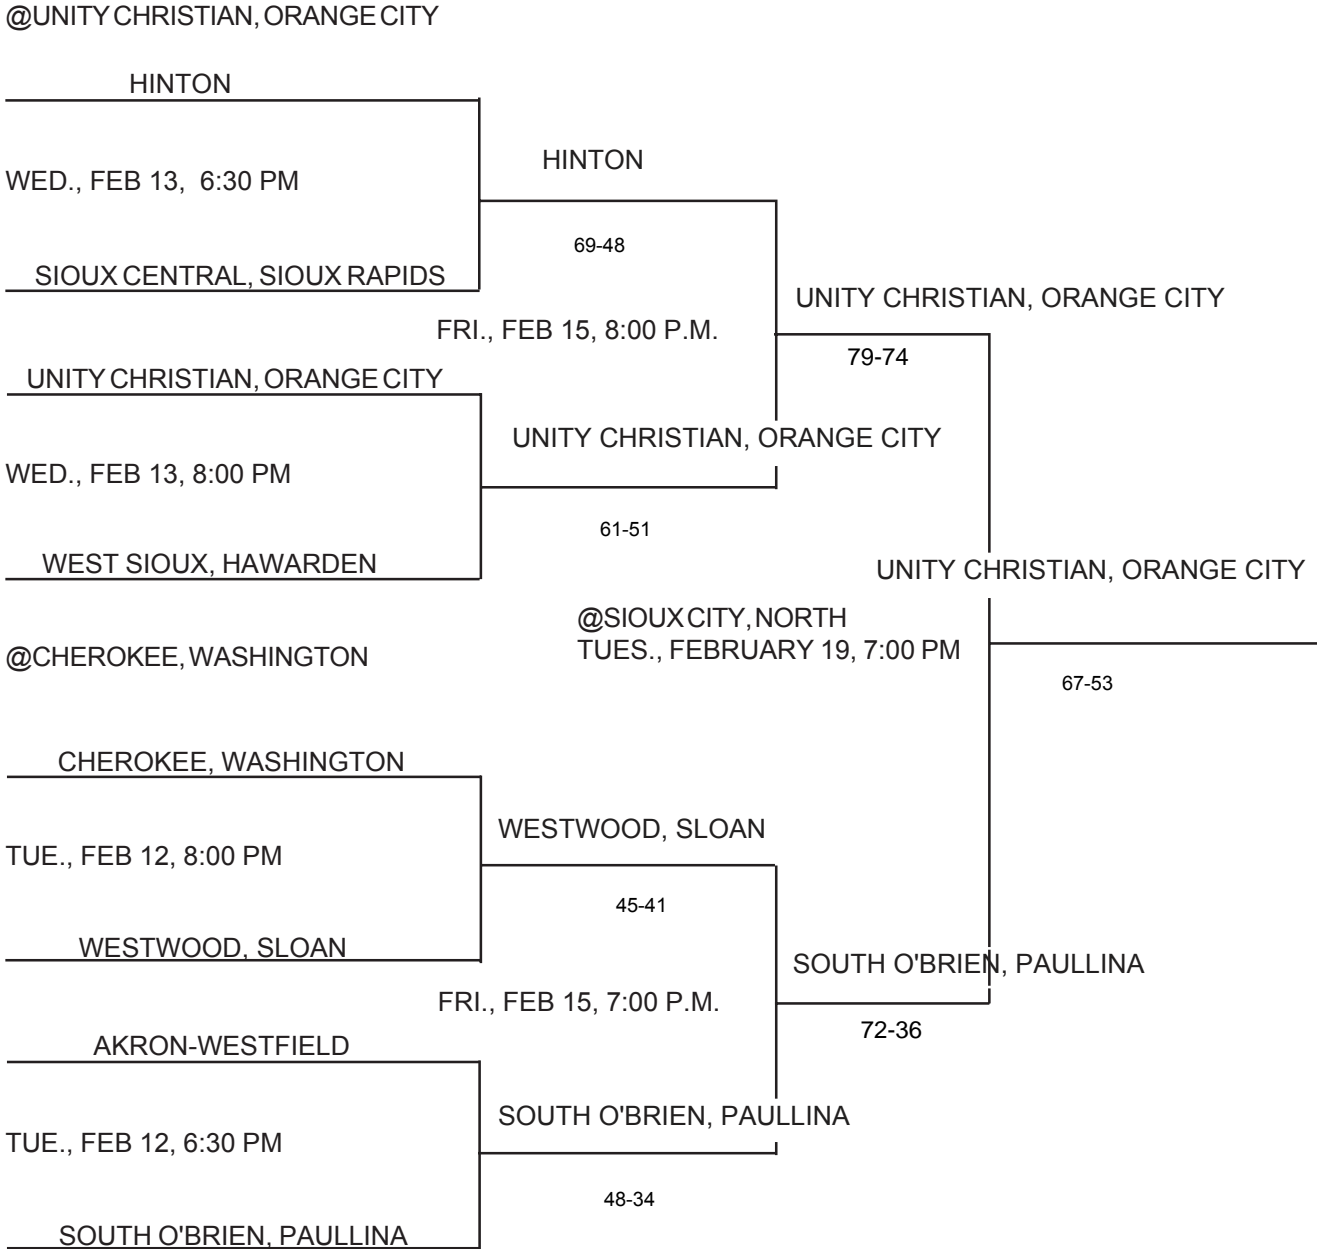 @UNITY CHRISTIAN, ORANGE CITY
HINTON
HINTON
WED., FEB 13, 6:30 PM
69-48
SIOUX CENTRAL, SIOUX RAPIDS
UNITY CHRISTIAN, ORANGE CITY
FRI., FEB 15, 8:00 P.M.
79-74
UNITY CHRISTIAN, ORANGE CITY
UNITY CHRISTIAN, ORANGE CITY
WED., FEB 13, 8:00 PM
61-51
WEST SIOUX, HAWARDEN
UNITY CHRISTIAN, ORANGE CITY
@SIOUX CITY, NORTH
TUES., FEBRUARY 19, 7:00 PM
@CHEROKEE, WASHINGTON
67-53
CHEROKEE, WASHINGTON
WESTWOOD, SLOAN
TUE., FEB 12, 8:00 PM
45-41
WESTWOOD, SLOAN
SOUTH O'BRIEN, PAULLINA
FRI., FEB 15, 7:00 P.M.
72-36
AKRON-WESTFIELD
SOUTH O'BRIEN, PAULLINA
TUE., FEB 12, 6:30 PM
48-34
SOUTH O'BRIEN, PAULLINA